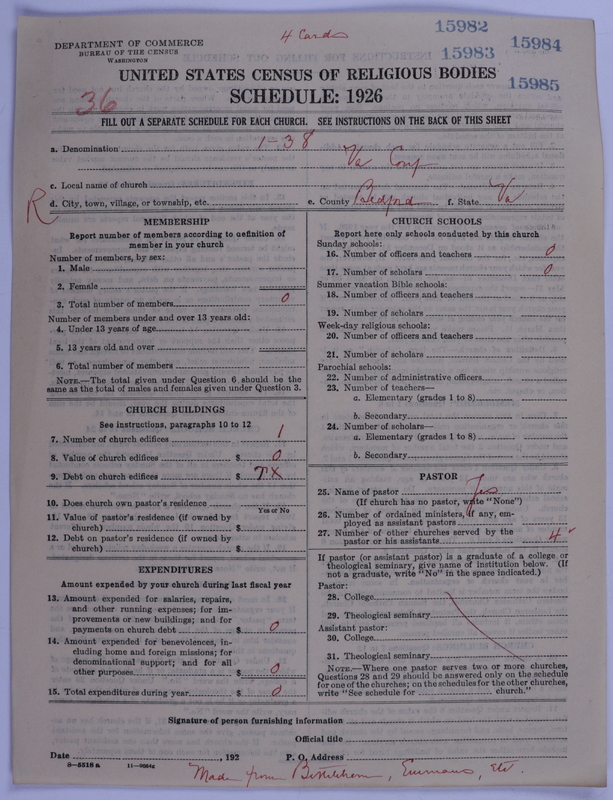 4 Cards
15982
15983
15984
15985
DEPARTMENT OF COMMERCE
BUREAU OF THE CENSUS
WASHINGTON
UNITED STATES CENSUS OF RELIGIOUS BODIES
SCHEDULE: 1926
36
FILL OUT A SEPARATE SCHEDULE FOR EACH CHURCH. SEE INSTRUCTIONS ON THE BACK OF THIS SHEET
a. Denomination 1-38
Va Conf
c. Local name of church
R
d. City, town, village, or township, etc. e. County Bedford f. State Va
MEMBERSHIP
Report number of members according to definition of
member in your church
Number of members, by sex:
1. Male
2. Female
3. Total number of members 0
Number of members under and over 13 years old:
4. Under 13 years of age
5. 13 years old and over
6. Total number of members
NOTE.—The total given under Question 6 should be the
same as the total of males and females given under Question 3.
CHURCH BUILDINGS
See instructions, paragraphs 10 to 12
7. Number of church edifices 1
8. Value of church edifices $ 0
9. Debt on church edifices $ TX
10. Does church own pastor's residence
Yes or No
11. Value of pastor's residence (if owned by
church) $
12. Debt on pastor's residence (if owned by
church) $
EXPENDITURES
Amount expended by your church during last fiscal year
13. Amount expended for salaries, repairs,
and other running expenses; for im-
provements or new buildings; and for
payments on church debt $ 0
14. Amount expended for benevolences, in-
cluding home and foreign missions; for
denominational support; and for all
other purposes $ 0
15. Total expenditures during year $ 0
CHURCH SCHOOLS
Report here only schools conducted by this church
Sunday schools:
16. Number of officers and teachers 0
17. Number of scholars 0
Summer vacation Bible schools:
18. Number of officers and teachers
19. Number of scholars
Week-day religious schools:
20. Number of officers and teachers
21. Number of scholars
Parochial schools:
22. Number of administrative officers
23. Number of teachers—
a. Elementary (grades 1 to 8)
b. Secondary
24. Number of scholars—
a. Elementary (grades 1 to 8)
b. Secondary
PASTOR
25. Name of pastor Yes
(If church has no pastor, write "None")
26. Number of ordained ministers, if any, em-
ployed as assistant pastors
27. Number of other churches served by the
pastor or his assistants 4
If pastor (or assistant pastor) is a graduate of a college or
theological seminary, give name of institution below. (If
not a graduate, write "No" in the space indicated.)
Pastor:
28. College
29. Theological seminary
Assistant pastor:
30. College
31. Theological seminary
NOTE.—Where one pastor serves two or more churches,
Questions 28 and 29 should be answered only on the schedule
for one of the churches; on the schedules for the other churches,
write "See schedule for church."
Signature of person furnishing information
Official title
Date , 192 P. O. Address
8-5518 a 11-9864a
Made from Bethlehem, Emmaus, Etc.